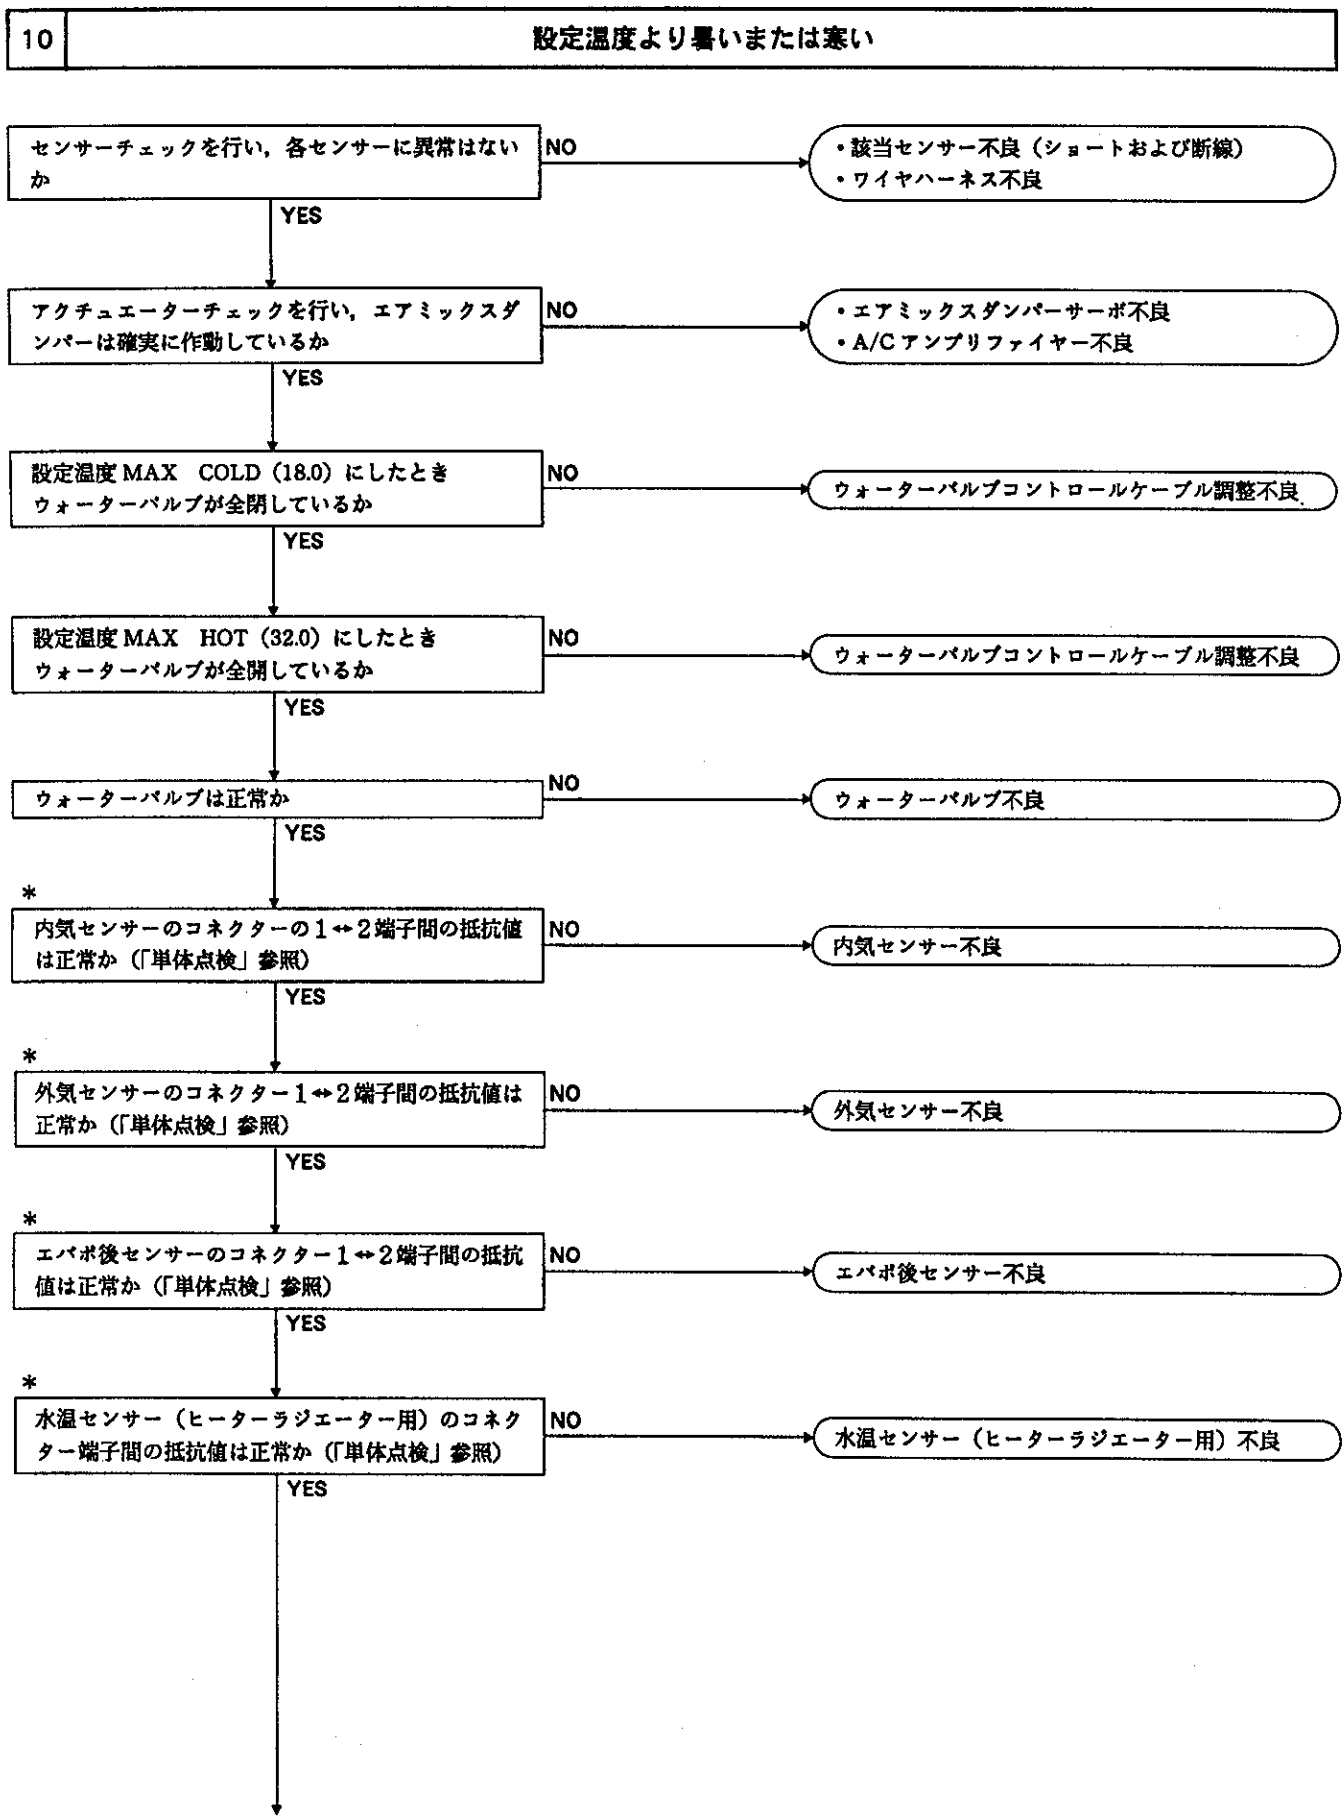 10
設定温度より暑いまたは寒い
センサーチェックを行い，各センサーに異常はない
か
NO
・該当センサー不良（ショートおよび断線）
・ワイヤハーネス不良
YES
アクチュエーターチェックを行い，エアミックスダ
ンパーは確実に作動しているか
NO
・エアミックスダンパーサーボ不良
・A/Cアンプリファイヤー不良
YES
設定温度 MAX　COLD（18.0）にしたとき
ウォーターバルブが全閉しているか
NO
ウォーターバルブコントロールケーブル調整不良
YES
設定温度 MAX　HOT（32.0）にしたとき
ウォーターバルブが全開しているか
NO
ウォーターバルブコントロールケーブル調整不良
YES
ウォーターバルブは正常か
NO
ウォーターバルブ不良
YES
*
内気センサーのコネクターの1↔2端子間の抵抗値
は正常か（「単体点検」参照）
NO
内気センサー不良
YES
*
外気センサーのコネクター1↔2端子間の抵抗値は
正常か（「単体点検」参照）
NO
外気センサー不良
YES
*
エバポ後センサーのコネクター1↔2端子間の抵抗
値は正常か（「単体点検」参照）
NO
エバポ後センサー不良
YES
*
水温センサー（ヒーターラジエーター用）のコネク
ター端子間の抵抗値は正常か（「単体点検」参照）
NO
水温センサー（ヒーターラジエーター用）不良
YES